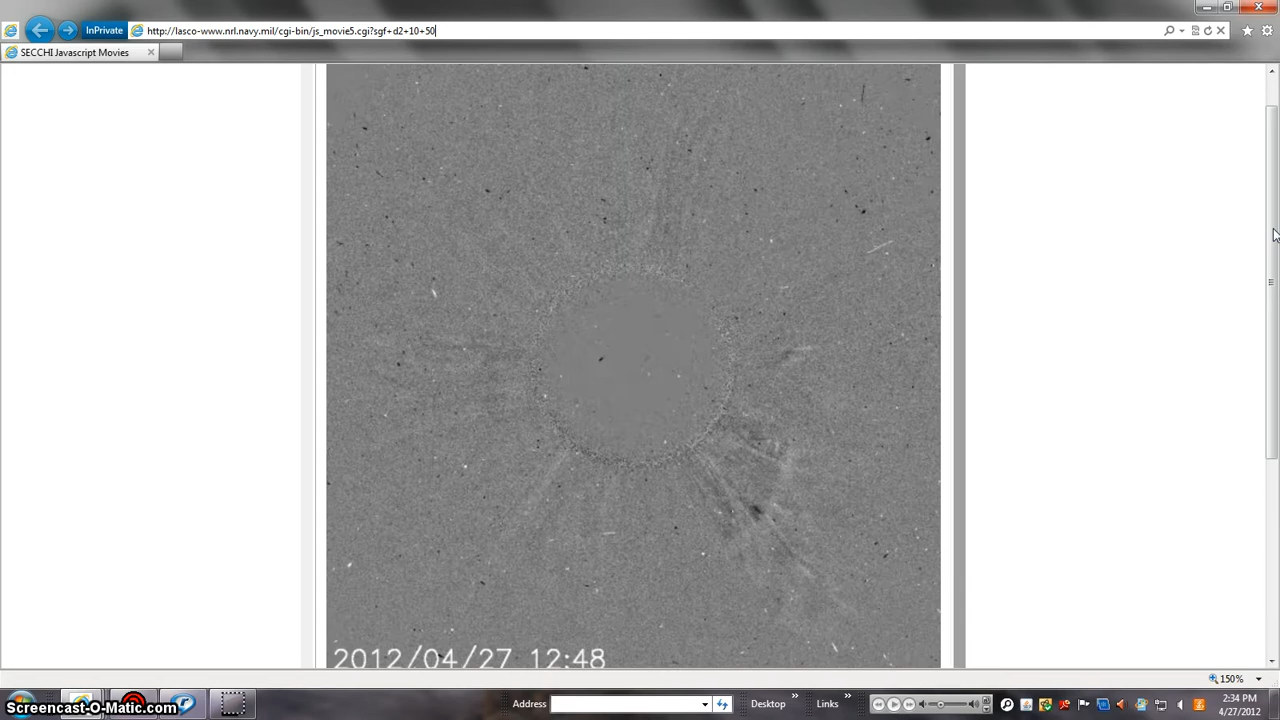 InPrivate
http://lasco-www.nrl.navy.mil/cgi-bin/js_movie5.cgi?sgf+d2+10+50
SECCHI Javascript Movies
2012/04/27 12:48
150%
Address
Desktop
Links
2:34 PM
4/27/2012
Screencast-O-Matic.com